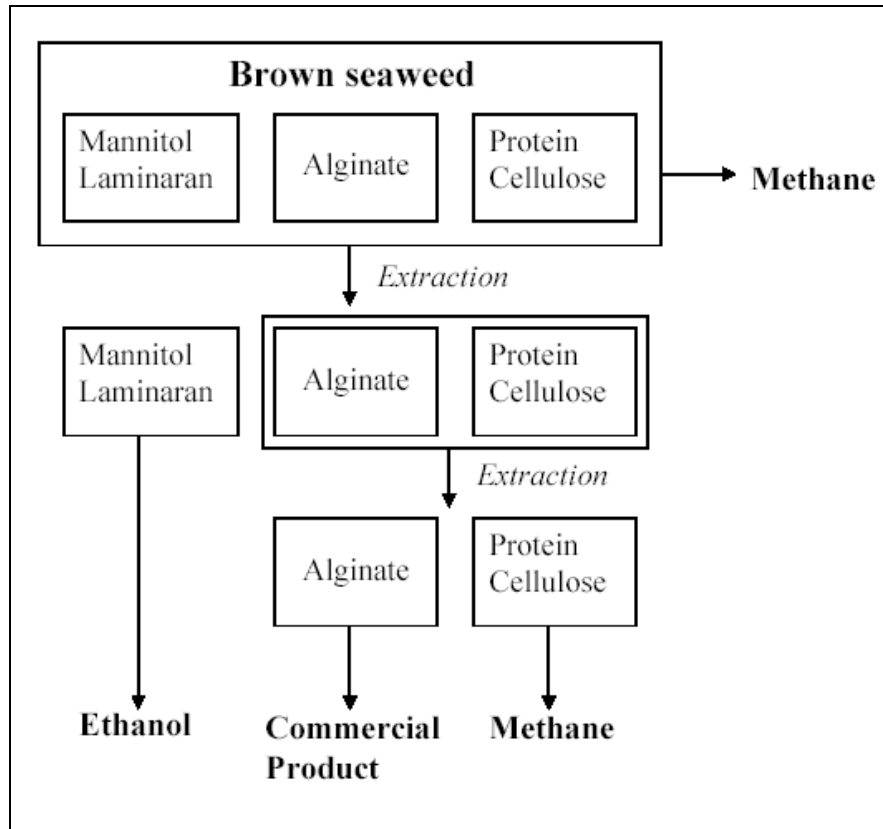 Brown seaweed
Mannitol
Laminaran
Alginate
Protein
Cellulose
Methane
Extraction
Mannitol
Laminaran
Alginate
Protein
Cellulose
Extraction
Alginate
Protein
Cellulose
Ethanol
Commercial
Product
Methane